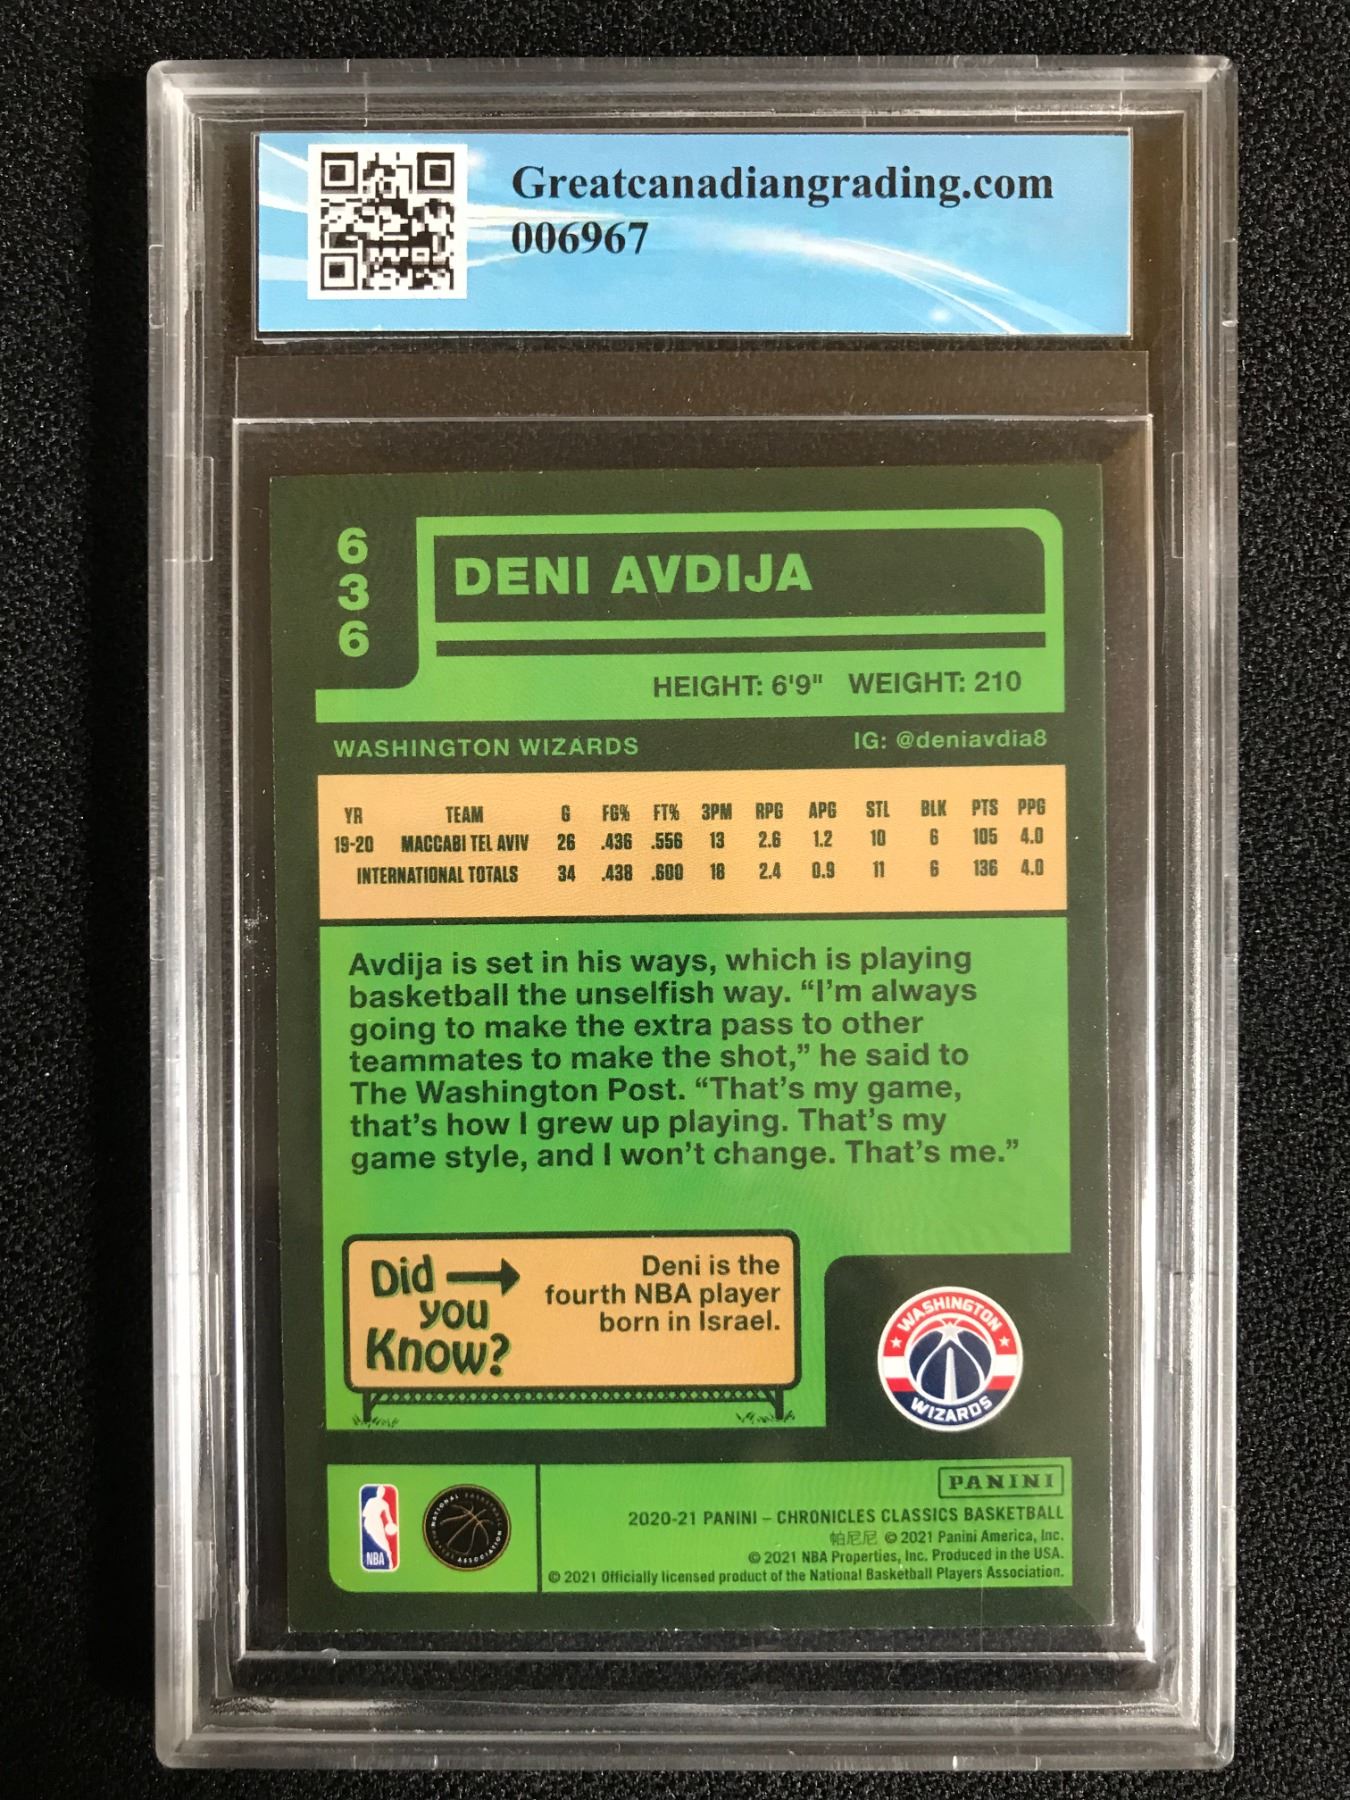 Greatcanadiangrading.com
006967
636
DENI AVDIJA
HEIGHT: 6'9" WEIGHT: 210
WASHINGTON WIZARDS IG: @deniavdia8
YR TEAM G FG% FT% 3PM RPG APG STL BLK PTS PPG
19-20 MACCABI TEL AVIV 26 .436 .556 13 2.6 1.2 10 6 105 4.0
INTERNATIONAL TOTALS 34 .438 .600 16 2.4 0.9 11 6 136 4.0
Avdija is set in his ways, which is playing
basketball the unselfish way. “I’m always
going to make the extra pass to other
teammates to make the shot,” he said to
The Washington Post. “That’s my game,
that’s how I grew up playing. That’s my
game style, and I won’t change. That’s me.”
Did
you
Know?
Deni is the
fourth NBA player
born in Israel.
WASHINGTON
WIZARDS
NBA
NATIONAL BASKETBALL
PLAYERS ASSOCIATION
PANINI
2020-21 PANINI – CHRONICLES CLASSICS BASKETBALL
帕尼尼 © 2021 Panini America, Inc.
© 2021 NBA Properties, Inc. Produced in the USA.
© 2021 Officially licensed product of the National Basketball Players Association.